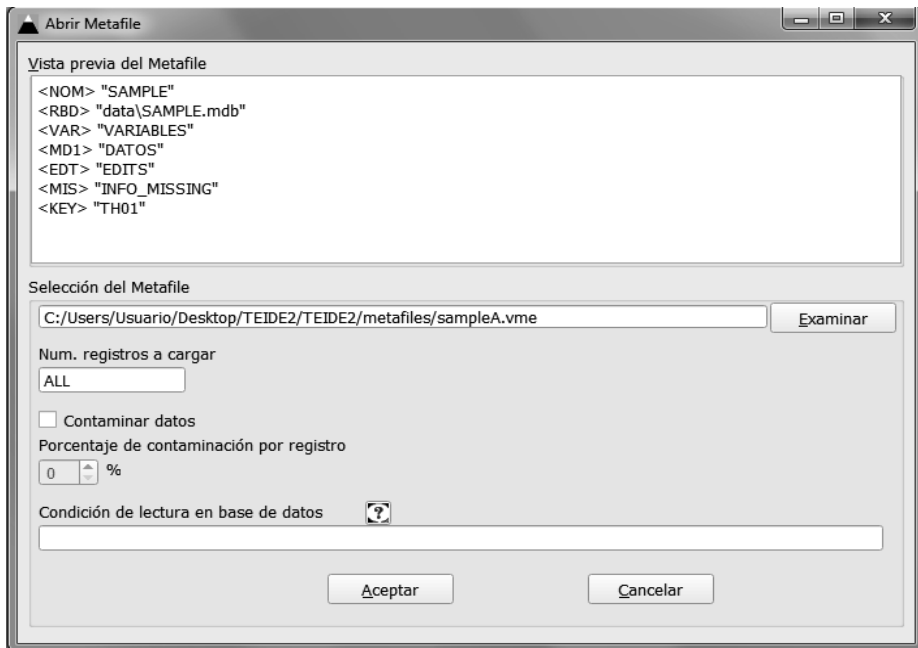 Abrir Metafile
Vista previa del Metafile
<NOM> "SAMPLE"
<RBD> "data\SAMPLE.mdb"
<VAR> "VARIABLES"
<MD1> "DATOS"
<EDT> "EDITS"
<MIS> "INFO_MISSING"
<KEY> "TH01"
Selección del Metafile
C:/Users/Usuario/Desktop/TEIDE2/TEIDE2/metafiles/sampleA.vme
Examinar
Num. registros a cargar
ALL
Contaminar datos
Porcentaje de contaminación por registro
0 %
Condición de lectura en base de datos ?
Aceptar Cancelar